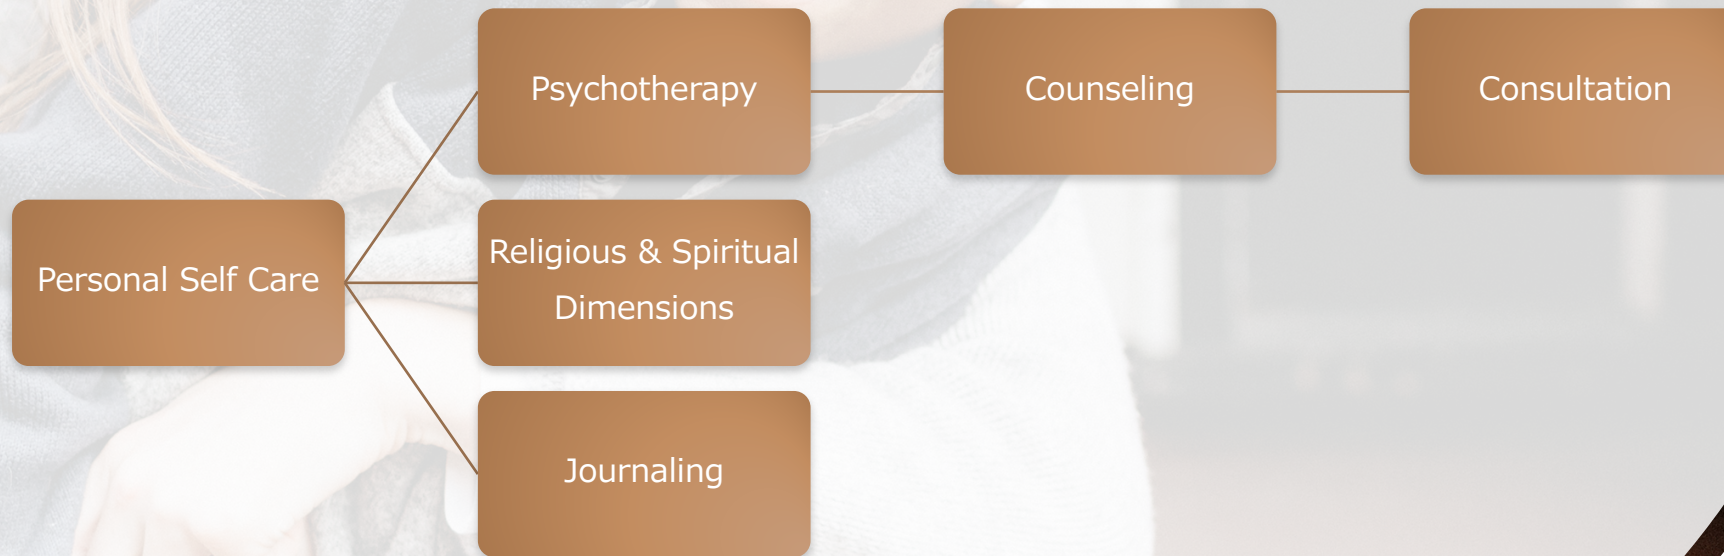 Psychotherapy
Counseling
Consultation
Personal Self Care
Religious & Spiritual
Dimensions
Journaling